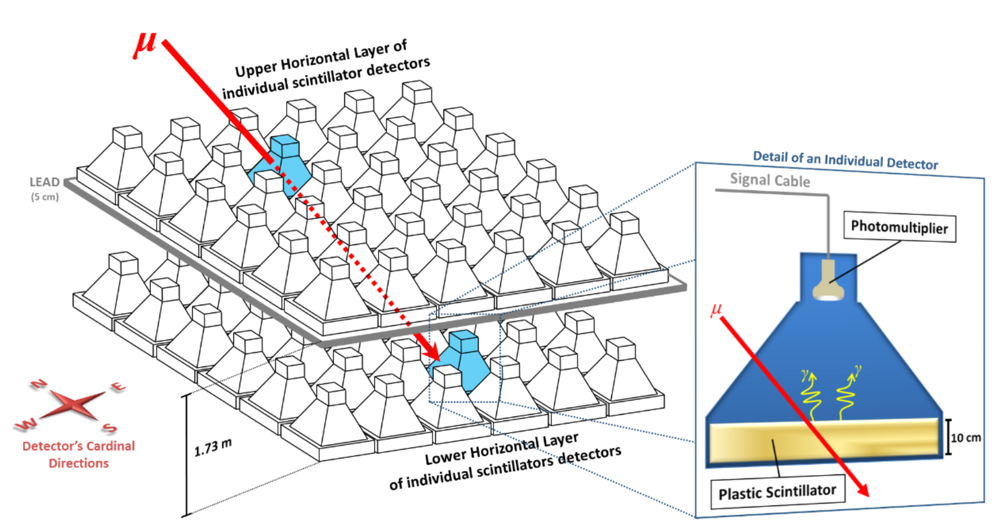 μ
Upper Horizontal Layer of
individual scintillator detectors
LEAD
(5 cm)
N
E
W
S
Detector's Cardinal
Directions
1.73 m
Lower Horizontal Layer
of individual scintillators detectors
Detail of an Individual Detector
Signal Cable
Photomultiplier
μ
γ
γ
10 cm
Plastic Scintillator